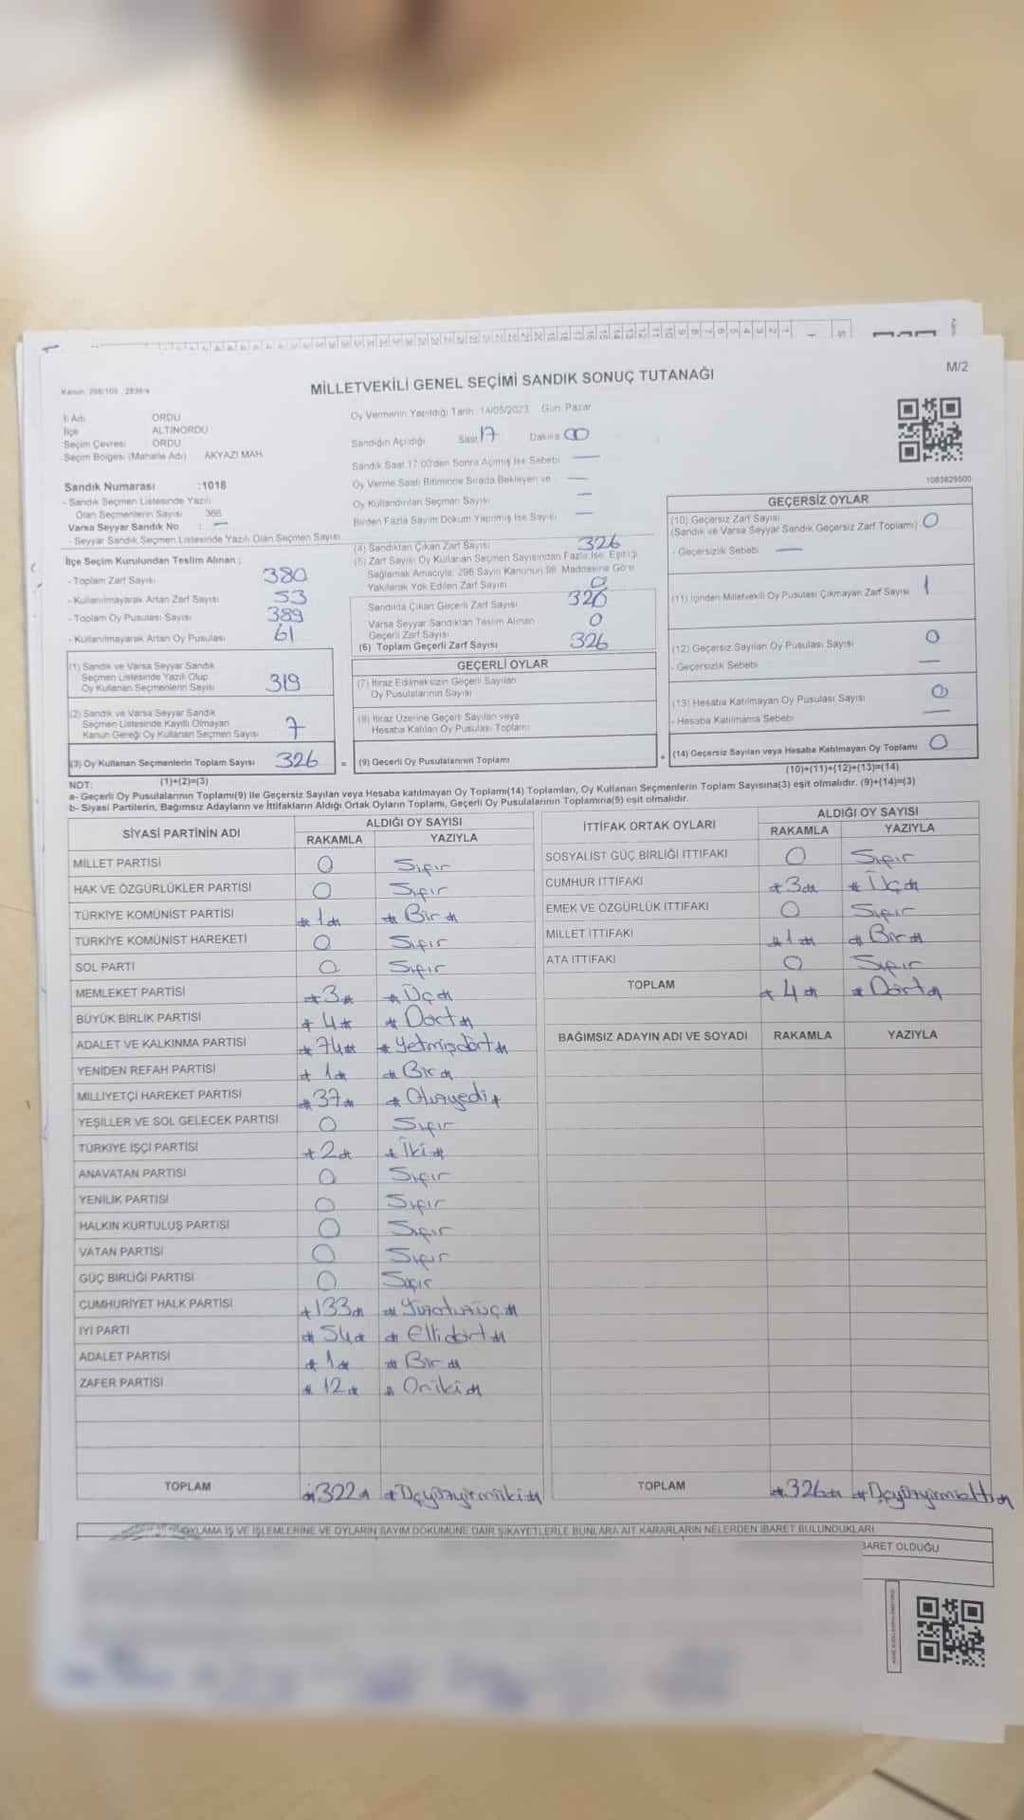 M/2
MİLLETVEKİLİ GENEL SEÇİMİ SANDIK SONUÇ TUTANAĞI
İl Adı ORDU
İlçe ALTINORDU
Seçim Çevresi ORDU
Seçim Bölgesi (Mahalle Adı) AKYAZI MAH.
Sandık Numarası :1018
- Sandık Seçmen Listesinde Yazılı
Olan Seçmenlerin Sayısı 366
Varsa Seyyar Sandık No : —
- Seyyar Sandık Seçmen Listesinde Yazılı Olan Seçmen Sayısı
İlçe Seçim Kurulundan Teslim Alınan ;
- Toplam Zarf Sayısı 380
- Kullanılmayarak Artan Zarf Sayısı 53
- Toplam Oy Pusulası Sayısı 389
- Kullanılmayarak Artan Oy Pusulası 61
(1) Sandık ve Varsa Seyyar Sandık
Seçmen Listesinde Yazılı Olup
Oy Kullanan Seçmenlerin Sayısı 319
(2) Sandık ve Varsa Seyyar Sandık
Seçmen Listesinde Kayıtlı Olmayan
Kanun Gereği Oy Kullanan Seçmen Sayısı 7
(3) Oy Kullanan Seçmenlerin Toplam Sayısı 326
(1)+(2)=(3)
Oy Vermenin Yapıldığı Tarih : 14/05/2023 Gün: Pazar
Sandığın Açıldığı Saat 17 Dakika 00
Sandık Saat 17:00'den Sonra Açılmış İse Sebebi —
Oy Verme Saati Bitiminde Sırada Bekleyen ve —
Oy Kullandırılan Seçmen Sayısı —
Birden Fazla Sayım Döküm Yapılmış İse Sayısı —
(4) Sandıktan Çıkan Zarf Sayısı 326
(5) Zarf Sayısı Oy Kullanan Seçmen Sayısından Fazla İse, Eşitliği
Sağlamak Amacıyla, 298 Sayılı Kanunun 98. Maddesine Göre
Yakılarak Yok Edilen Zarf Sayısı 0
Sandıkta Çıkan Geçerli Zarf Sayısı 326
Varsa Seyyar Sandıktan Teslim Alınan
Geçerli Zarf Sayısı 0
(6) Toplam Geçerli Zarf Sayısı 326
GEÇERLİ OYLAR
(7) İtiraz Edilmeksizin Geçerli Sayılan
Oy Pusulalarının Sayısı
(8) İtiraz Üzerine Geçerli Sayılan veya
Hesaba Katılan Oy Pusulası Toplamı
= (9) Geçerli Oy Pusulalarının Toplamı
1083829500
GEÇERSİZ OYLAR
(10) Geçersiz Zarf Sayısı 0
(Sandık ve Varsa Seyyar Sandık Geçersiz Zarf Toplamı)
- Geçersizlik Sebebi —
(11) İçinden Milletvekili Oy Pusulası Çıkmayan Zarf Sayısı 1
(12) Geçersiz Sayılan Oy Pusulası Sayısı 0
- Geçersizlik Sebebi —
(13) Hesaba Katılmayan Oy Pusulası Sayısı 0
- Hesaba Katılmama Sebebi —
+ (14) Geçersiz Sayılan veya Hesaba Katılmayan Oy Toplamı 0
(10)+(11)+(12)+(13)=(14)
NOT:
a- Geçerli Oy Pusulalarının Toplamı(9) ile Geçersiz Sayılan veya Hesaba katılmayan Oy Toplamı(14) Toplamları, Oy Kullanan Seçmenlerin Toplam Sayısına(3) eşit olmalıdır. (9)+(14)=(3)
b- Siyasi Partilerin, Bağımsız Adayların ve İttifakların Aldığı Ortak Oyların Toplamı, Geçerli Oy Pusulalarının Toplamına(9) eşit olmalıdır.
SİYASİ PARTİNİN ADI ALDIĞI OY SAYISI
RAKAMLA YAZIYLA
MİLLET PARTİSİ 0 Sıfır
HAK VE ÖZGÜRLÜKLER PARTİSİ 0 Sıfır
TÜRKİYE KOMÜNİST PARTİSİ 1 Bir
TÜRKİYE KOMÜNİST HAREKETİ 0 Sıfır
SOL PARTİ 0 Sıfır
MEMLEKET PARTİSİ 3 Üç
BÜYÜK BİRLİK PARTİSİ 4 Dört
ADALET VE KALKINMA PARTİSİ 74 Yetmişdört
YENİDEN REFAH PARTİSİ 1 Bir
MİLLİYETÇİ HAREKET PARTİSİ 37 Otuzyedi
YEŞİLLER VE SOL GELECEK PARTİSİ 0 Sıfır
TÜRKİYE İŞÇİ PARTİSİ 2 İki
ANAVATAN PARTİSİ 0 Sıfır
YENİLİK PARTİSİ 0 Sıfır
HALKIN KURTULUŞ PARTİSİ 0 Sıfır
VATAN PARTİSİ 0 Sıfır
GÜÇ BİRLİĞİ PARTİSİ 0 Sıfır
CUMHURİYET HALK PARTİSİ 133 Yüzotuzüç
İYİ PARTİ 54 Ellidört
ADALET PARTİSİ 1 Bir
ZAFER PARTİSİ 12 Oniki
TOPLAM 322 Üçyüzyirmiiki
İTTİFAK ORTAK OYLARI ALDIĞI OY SAYISI
RAKAMLA YAZIYLA
SOSYALİST GÜÇ BİRLİĞİ İTTİFAKI 0 Sıfır
CUMHUR İTTİFAKI 3 Üç
EMEK VE ÖZGÜRLÜK İTTİFAKI 0 Sıfır
MİLLET İTTİFAKI 1 Bir
ATA İTTİFAKI 0 Sıfır
TOPLAM 4 Dört
BAĞIMSIZ ADAYIN ADI VE SOYADI RAKAMLA YAZIYLA
TOPLAM 326 Üçyüzyirmialtı
OYLAMA İŞ VE İŞLEMLERİNE VE OYLARIN SAYIM DÖKÜMÜNE DAİR ŞİKAYETLERLE BUNLARA AİT KARARLARIN NELERDEN İBARET BULUNDUKLARI
BARET OLDUĞU